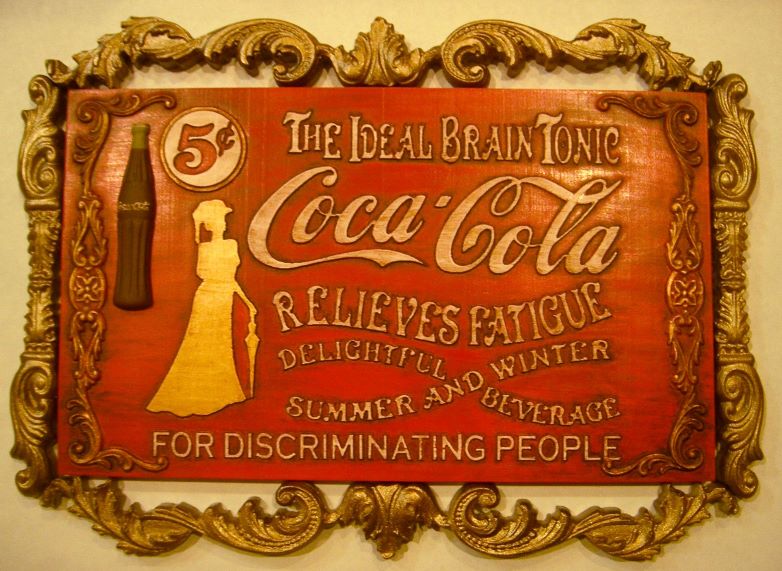 5¢
THE IDEAL BRAIN TONIC
Coca-Cola
RELIEVES FATIGUE
DELIGHTFUL
SUMMER AND WINTER
BEVERAGE
FOR DISCRIMINATING PEOPLE